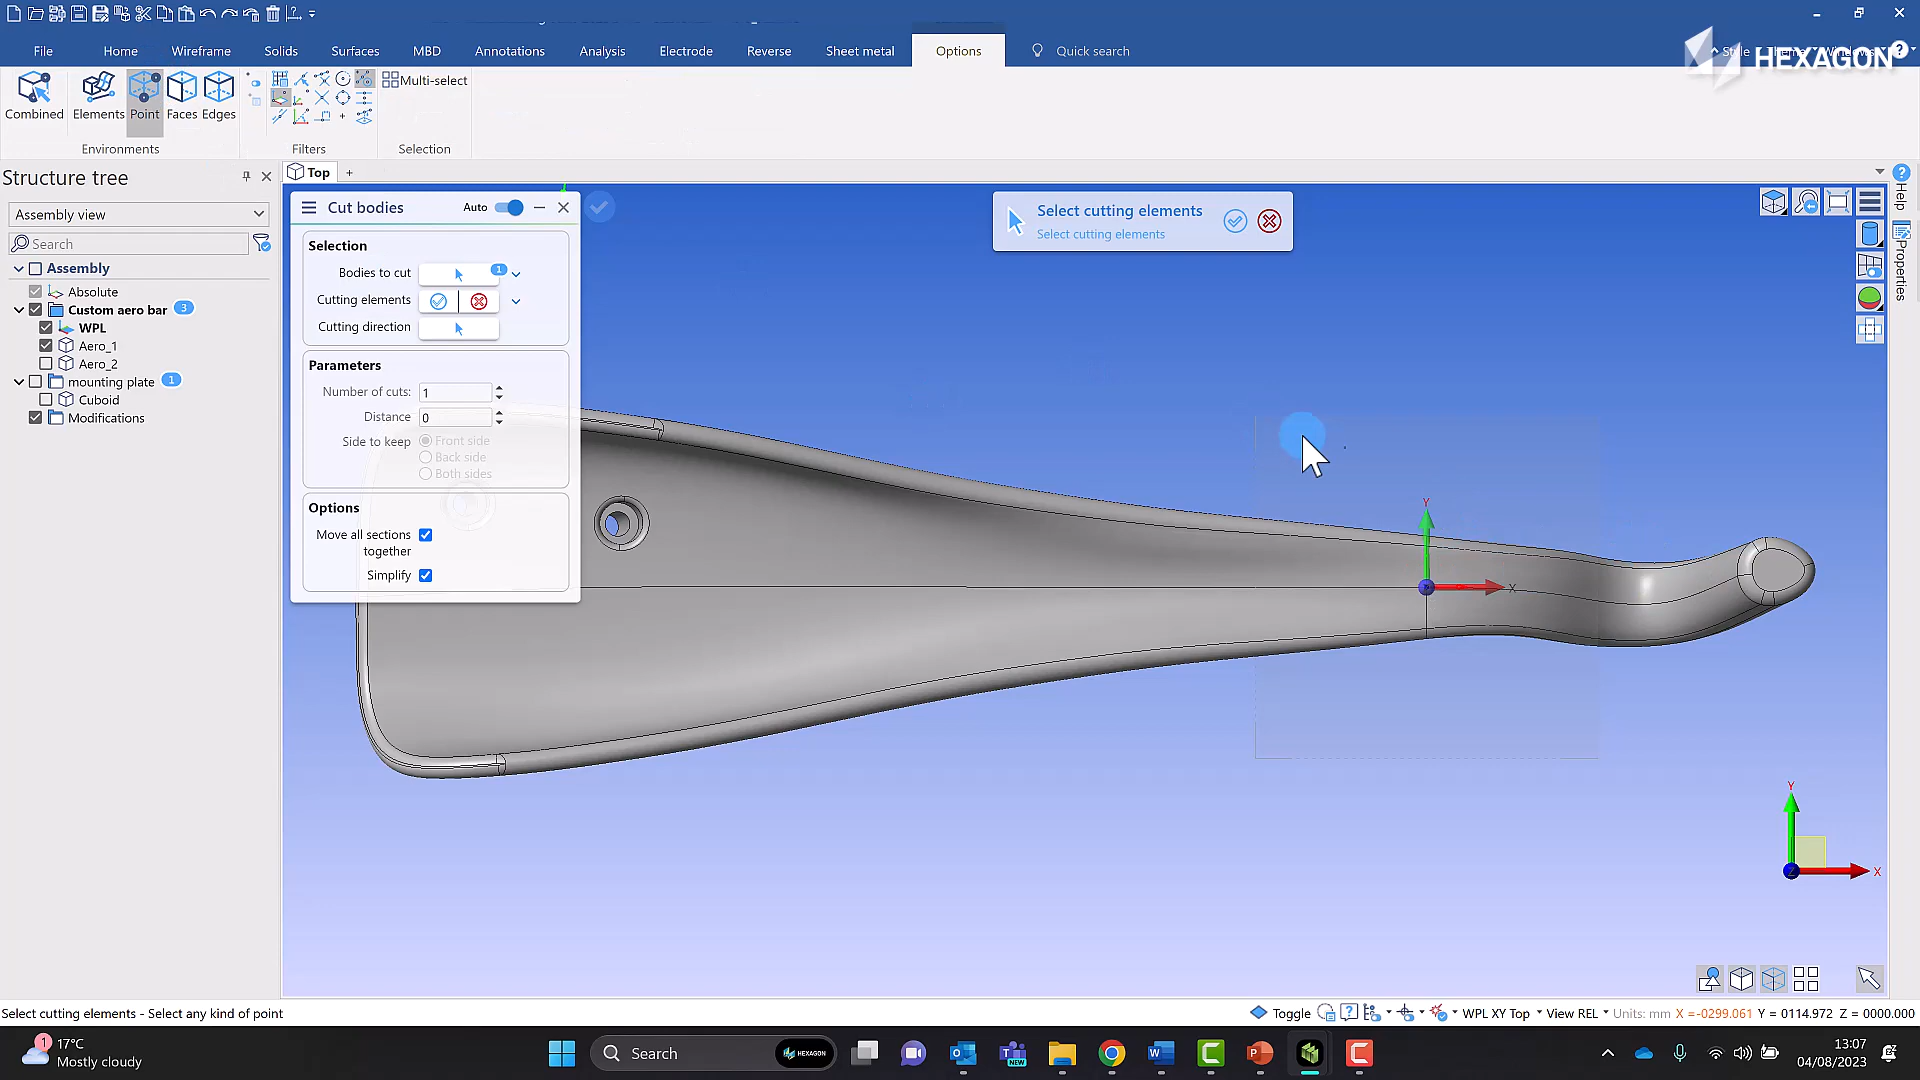 File Home Wireframe Solids Surfaces MBD Annotations Analysis Electrode Reverse Sheet metal Options Quick search
HEXAGON
Multi-select
Combined Elements Point Faces Edges
Environments Filters Selection
Structure tree
Top +
Assembly view
Search
Assembly
Absolute
Custom aero bar 3
WPL
Aero_1
Aero_2
mounting plate 1
Cuboid
Modifications
Cut bodies Auto
Selection
Bodies to cut 1
Cutting elements
Cutting direction
Parameters
Number of cuts: 1
Distance 0
Side to keep Front side
Back side
Both sides
Options
Move all sections
together
Simplify
Select cutting elements
Select cutting elements
Help
Properties
Y
X
Y
X
Z
Select cutting elements - Select any kind of point
Toggle WPL XY Top View REL Units: mm X =-0299.061 Y = 0114.972 Z = 0000.000
1
17°C
Mostly cloudy
Search HEXAGON
NEW
13:07
04/08/2023